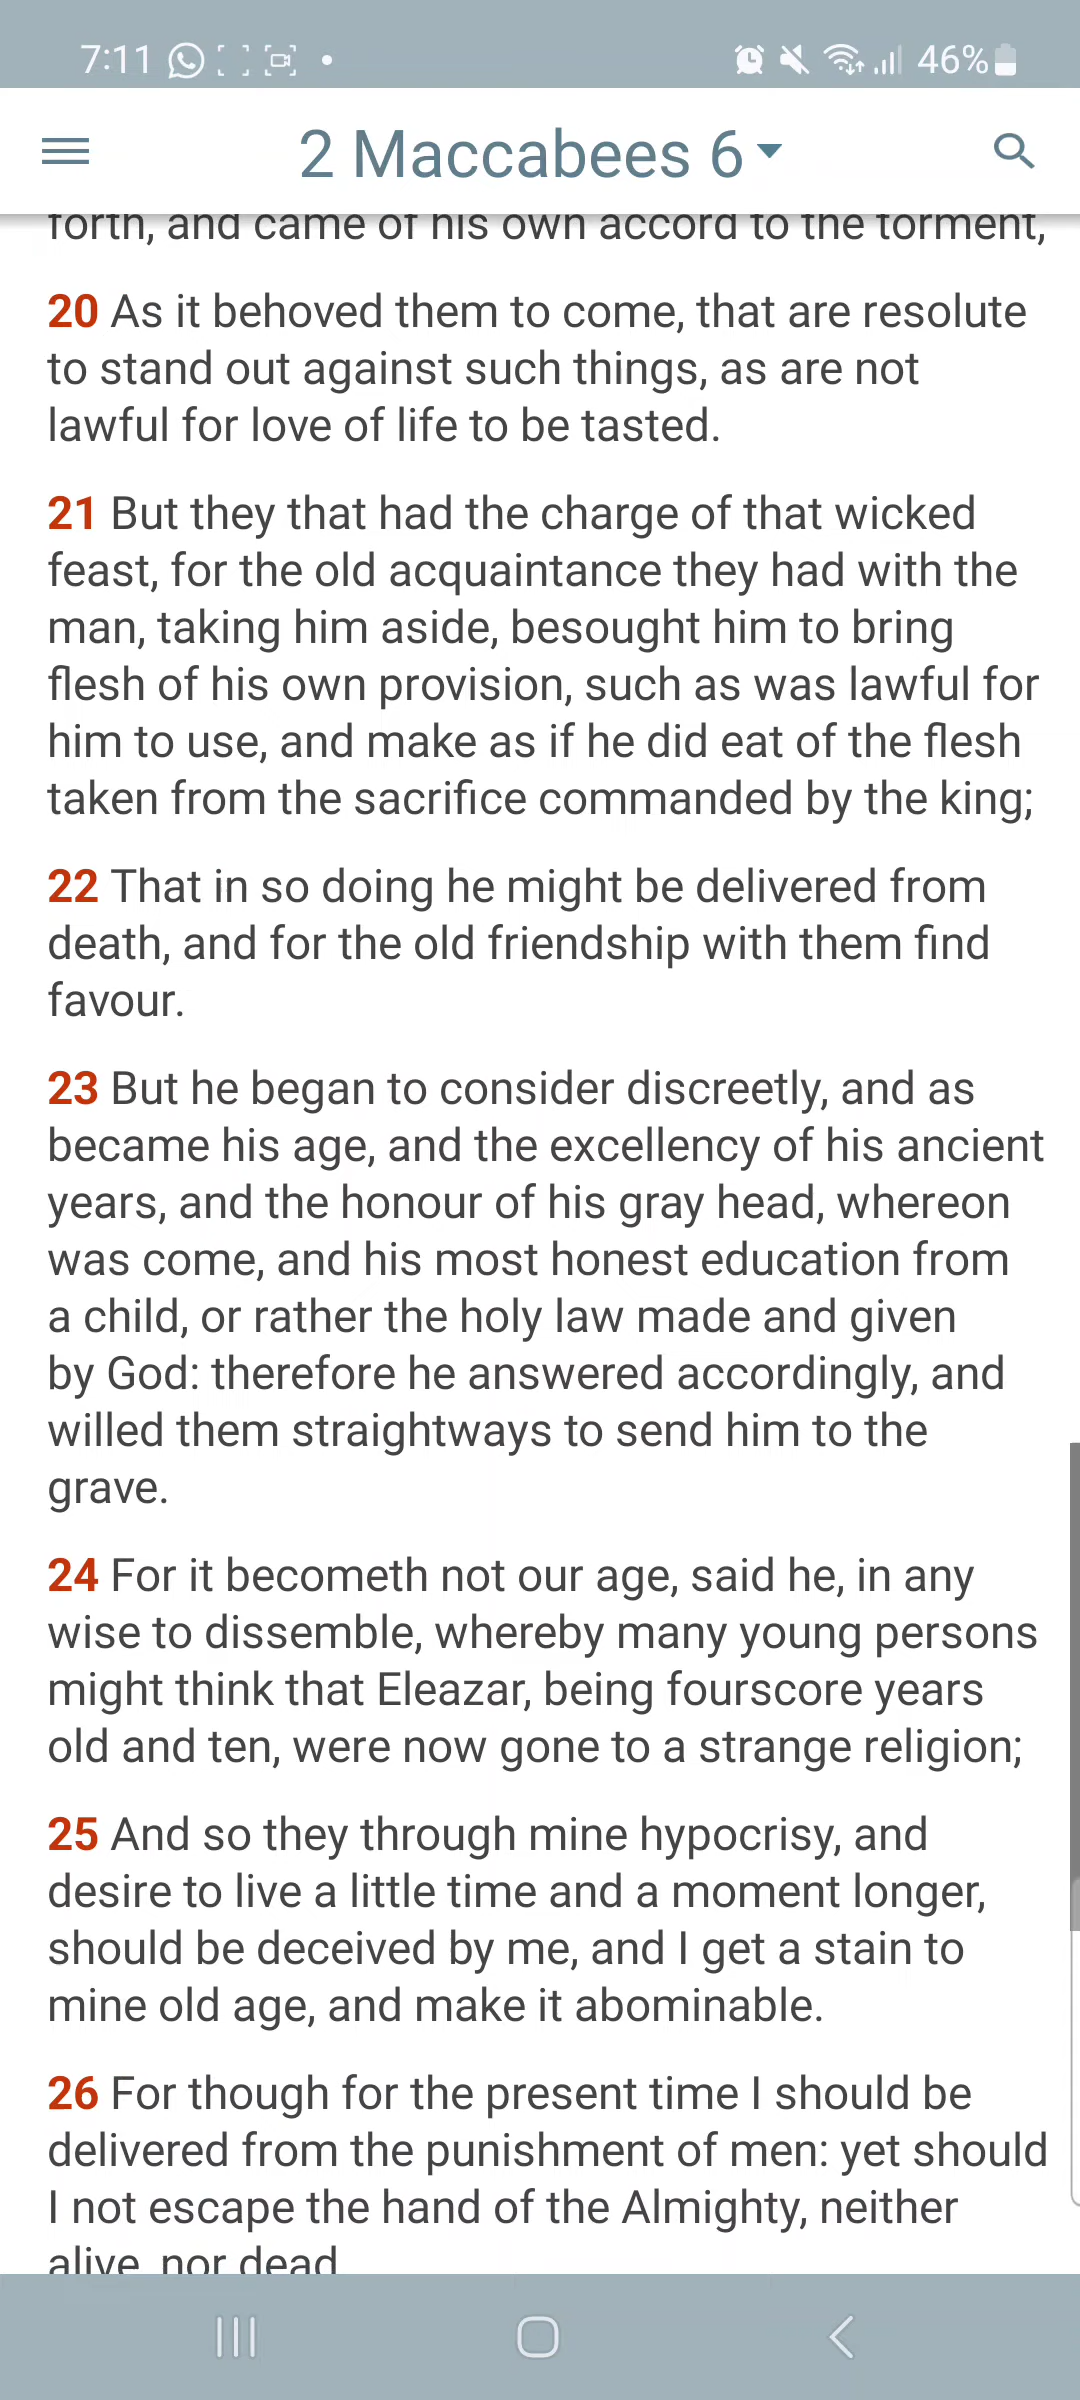 7:11 46%
2 Maccabees 6
forth, and came of his own accord to the torment,
20 As it behoved them to come, that are resolute
to stand out against such things, as are not
lawful for love of life to be tasted.
21 But they that had the charge of that wicked
feast, for the old acquaintance they had with the
man, taking him aside, besought him to bring
flesh of his own provision, such as was lawful for
him to use, and make as if he did eat of the flesh
taken from the sacrifice commanded by the king;
22 That in so doing he might be delivered from
death, and for the old friendship with them find
favour.
23 But he began to consider discreetly, and as
became his age, and the excellency of his ancient
years, and the honour of his gray head, whereon
was come, and his most honest education from
a child, or rather the holy law made and given
by God: therefore he answered accordingly, and
willed them straightways to send him to the
grave.
24 For it becometh not our age, said he, in any
wise to dissemble, whereby many young persons
might think that Eleazar, being fourscore years
old and ten, were now gone to a strange religion;
25 And so they through mine hypocrisy, and
desire to live a little time and a moment longer,
should be deceived by me, and I get a stain to
mine old age, and make it abominable.
26 For though for the present time I should be
delivered from the punishment of men: yet should
I not escape the hand of the Almighty, neither
alive, nor dead